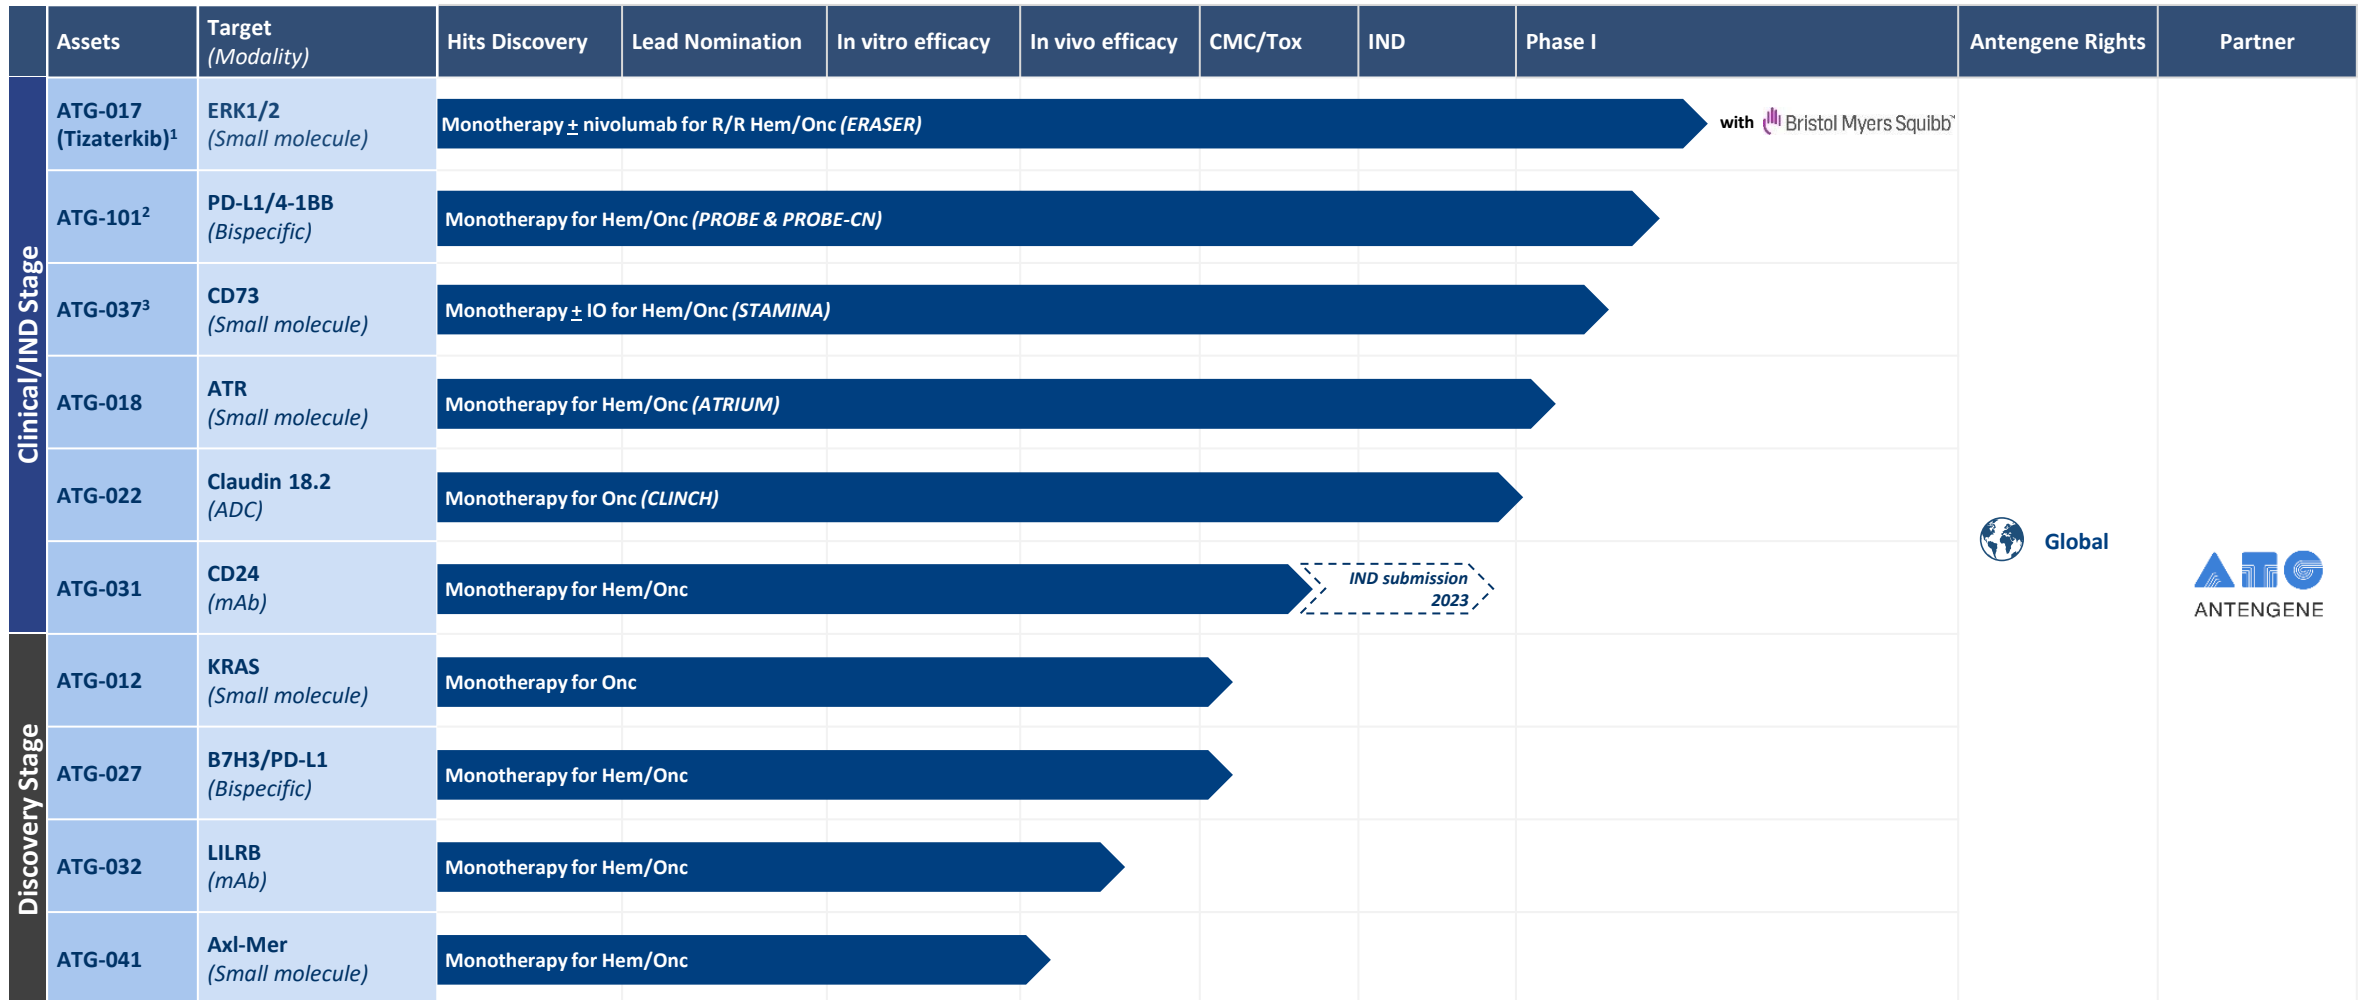 Assets
Target
(Modality)
Hits Discovery
Lead Nomination
In vitro efficacy
In vivo efficacy
CMC/Tox
IND
Phase I
Antengene Rights
Partner
Clinical/IND Stage
ATG-017
(Tizaterkib)¹
ERK1/2
(Small molecule)
Monotherapy ± nivolumab for R/R Hem/Onc (ERASER)
with Bristol Myers Squibb™
ATG-101²
PD-L1/4-1BB
(Bispecific)
Monotherapy for Hem/Onc (PROBE & PROBE-CN)
ATG-037³
CD73
(Small molecule)
Monotherapy ± IO for Hem/Onc (STAMINA)
ATG-018
ATR
(Small molecule)
Monotherapy for Hem/Onc (ATRIUM)
ATG-022
Claudin 18.2
(ADC)
Monotherapy for Onc (CLINCH)
ATG-031
CD24
(mAb)
Monotherapy for Hem/Onc
IND submission
2023
Global
ATG
ANTENGENE
Discovery Stage
ATG-012
KRAS
(Small molecule)
Monotherapy for Onc
ATG-027
B7H3/PD-L1
(Bispecific)
Monotherapy for Hem/Onc
ATG-032
LILRB
(mAb)
Monotherapy for Hem/Onc
ATG-041
Axl-Mer
(Small molecule)
Monotherapy for Hem/Onc